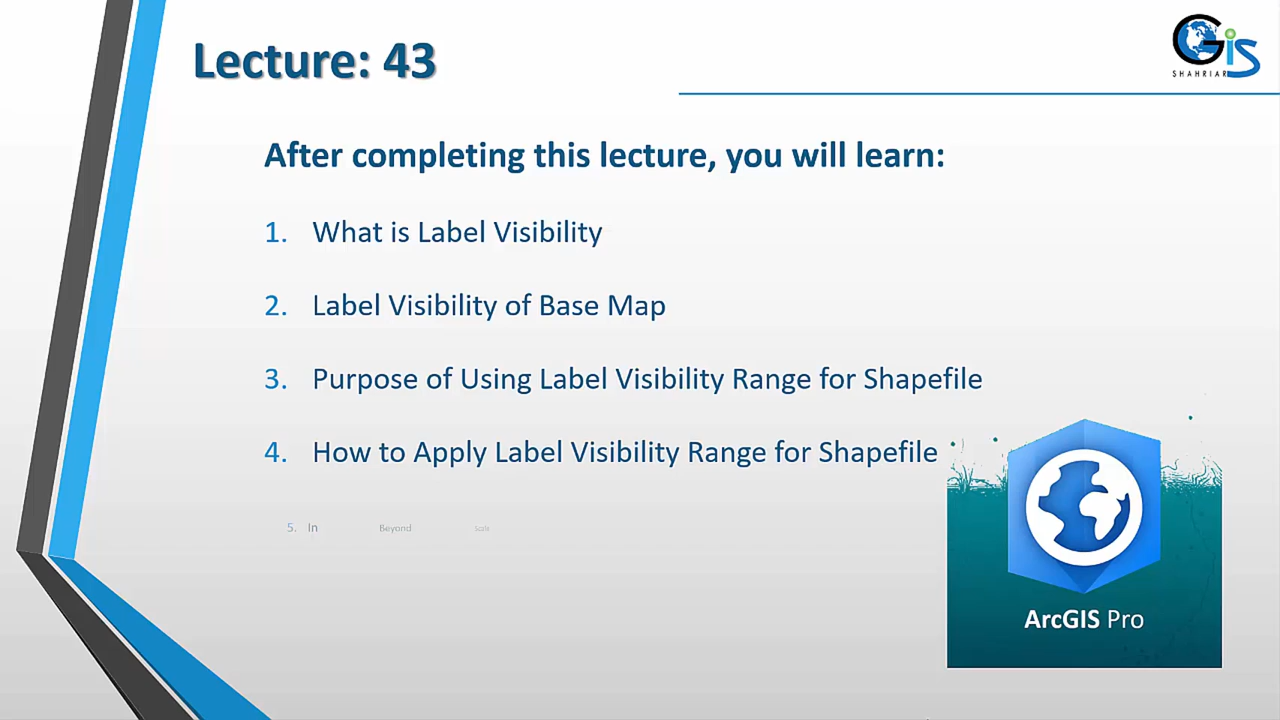 Lecture: 43
GIS
SHAHRIAR
After completing this lecture, you will learn:
1. What is Label Visibility
2. Label Visibility of Base Map
3. Purpose of Using Label Visibility Range for Shapefile
4. How to Apply Label Visibility Range for Shapefile
5. In Beyond Scale
ArcGIS Pro